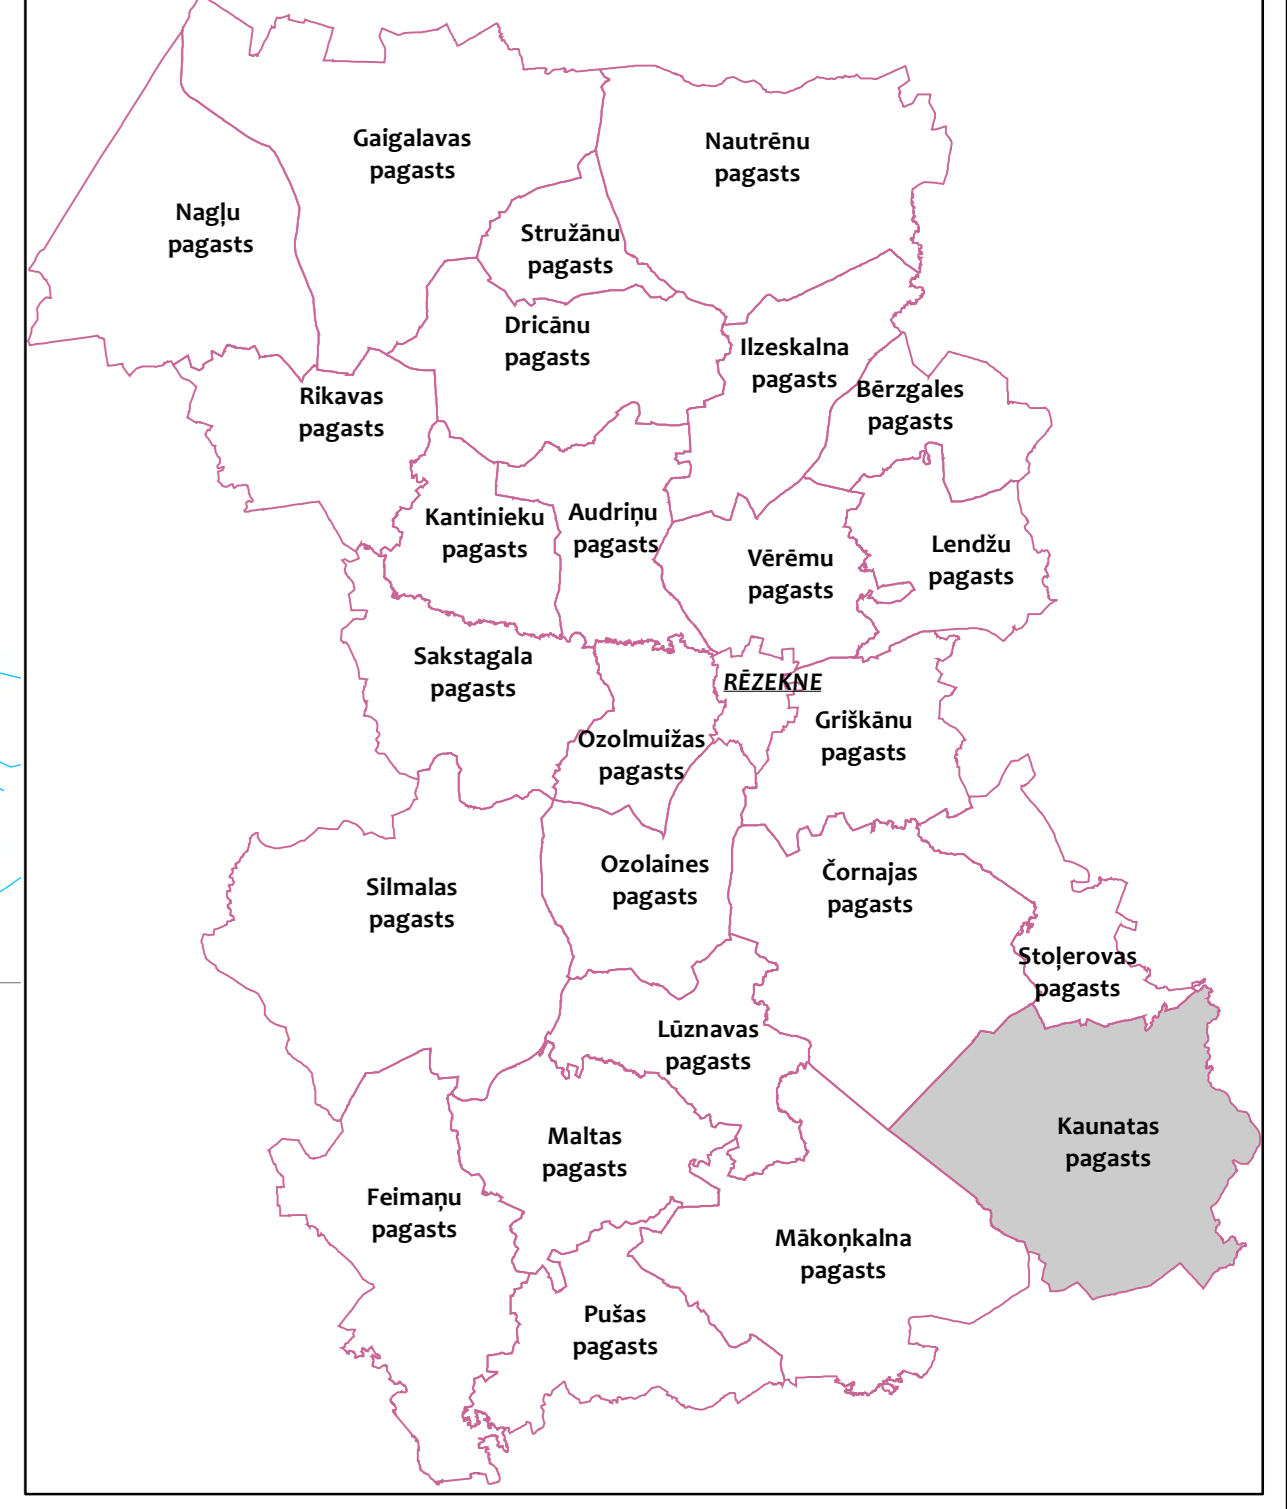 Gaigalavas
pagasts
Nautrēnu
pagasts
Nagļu
pagasts
Stružānu
pagasts
Dricānu
pagasts
Ilzeskalna
pagasts
Rikavas
pagasts
Bērzgales
pagasts
Kantinieku
pagasts
Audriņu
pagasts
Vērēmu
pagasts
Lendžu
pagasts
Sakstagala
pagasts
RĒZEKNE
Ozolmuižas
pagasts
Griškānu
pagasts
Silmalas
pagasts
Ozolaines
pagasts
Čornajas
pagasts
Stoļerovas
pagasts
Lūznavas
pagasts
Maltas
pagasts
Kaunatas
pagasts
Feimaņu
pagasts
Mākoņkalna
pagasts
Pušas
pagasts